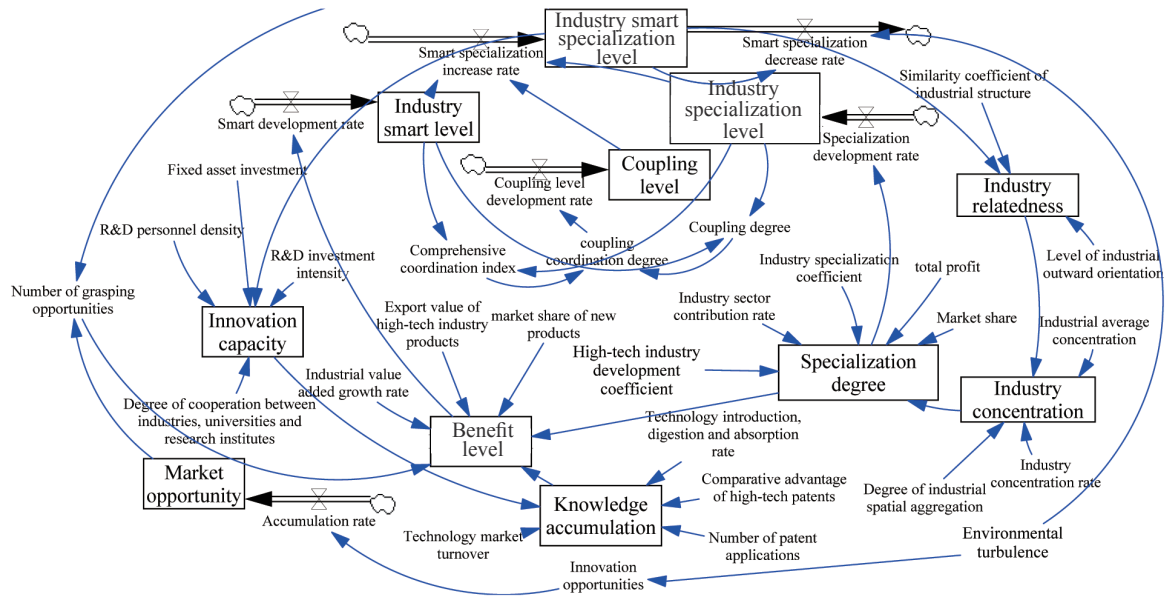 Industry smart
specialization
level
Smart specialization
increase rate
Smart specialization
decrease rate
Similarity coefficient of
industrial structure
Smart development rate
Industry
smart level
Industry
specialization
level
Specialization
development rate
Fixed asset investment
Coupling level
development rate
Coupling
level
Industry
relatedness
R&D personnel density
R&D investment
intensity
Comprehensive
coordination index
coupling
coordination degree
Coupling degree
Level of industrial
outward orientation
Industry specialization
coefficient
total profit
Number of grasping
opportunities
Innovation
capacity
Export value of
high-tech industry
products
market share of new
products
Industry sector
contribution rate
Market share
Industrial average
concentration
High-tech industry
development
coefficient
Specialization
degree
Industry
concentration
Industrial value
added growth rate
Degree of cooperation between
industries, universities and
research institutes
Benefit
level
Technology introduction,
digestion and absorption
rate
Market
opportunity
Accumulation rate
Knowledge
accumulation
Comparative advantage
of high-tech patents
Degree of industrial
spatial aggregation
Industry
concentration rate
Technology market
turnover
Number of patent
applications
Environmental
turbulence
Innovation
opportunities